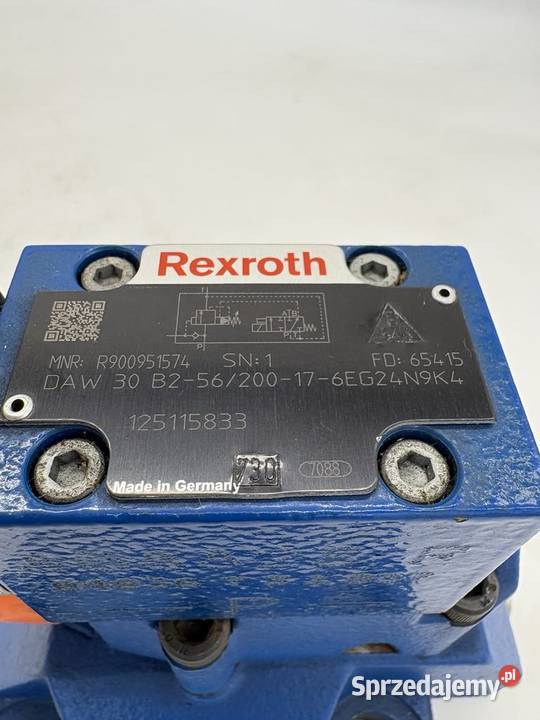 Rexroth
A B
P T
P
MNR: R900951574 SN: 1 FD: 65415
DAW 30 B2-56/200-17-6EG24N9K4
125115833
Made in Germany 730 7088
P
Sprzedajemy.pl